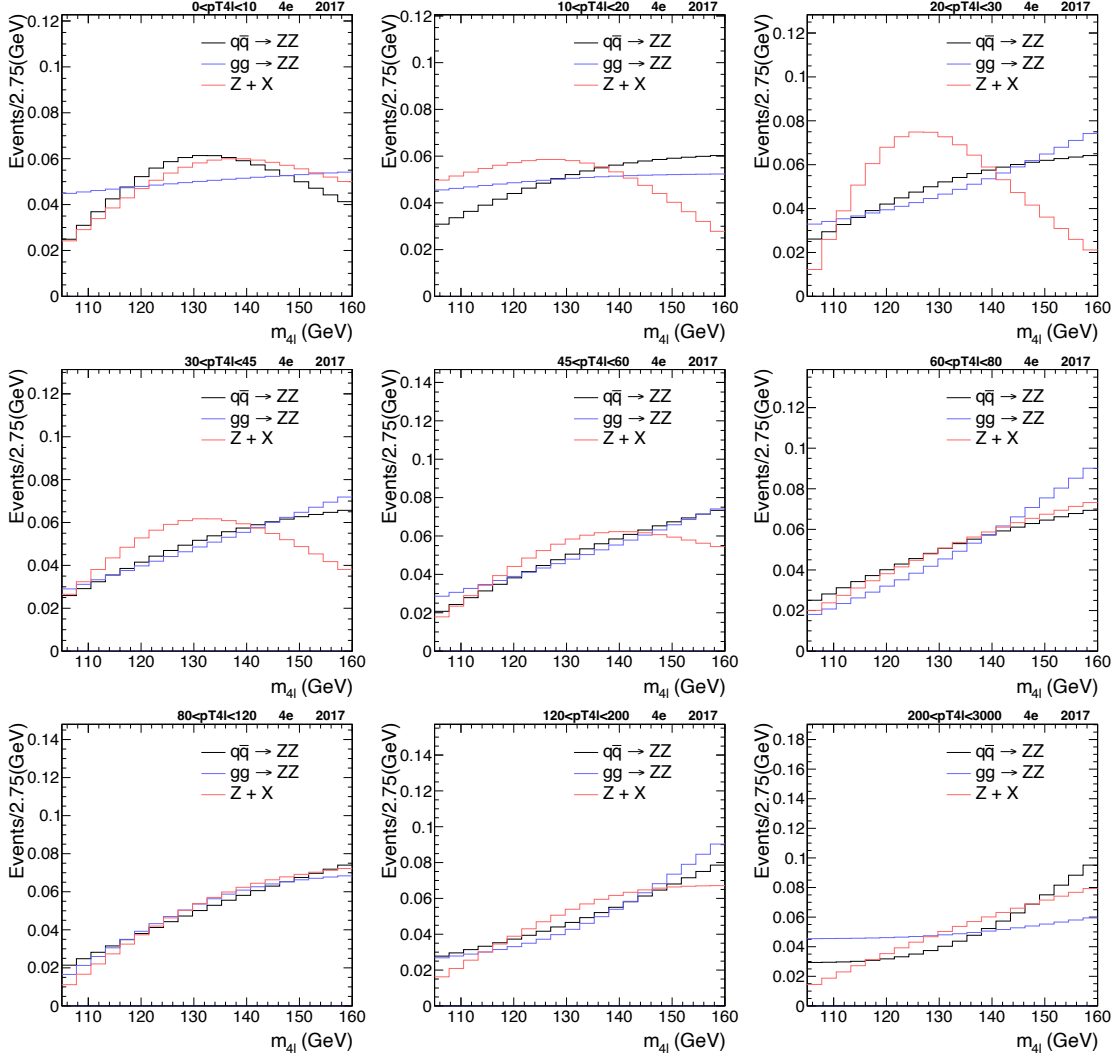 0<pT4l<10 4e 2017
Events/2.75(GeV)
qq̄ → ZZ
gg → ZZ
Z + X
0.12
0.1
0.08
0.06
0.04
0.02
0
110 120 130 140 150 160
m4l (GeV)
10<pT4l<20 4e 2017
Events/2.75(GeV)
qq̄ → ZZ
gg → ZZ
Z + X
0.12
0.1
0.08
0.06
0.04
0.02
0
110 120 130 140 150 160
m4l (GeV)
20<pT4l<30 4e 2017
Events/2.75(GeV)
qq̄ → ZZ
gg → ZZ
Z + X
0.12
0.1
0.08
0.06
0.04
0.02
0
110 120 130 140 150 160
m4l (GeV)
30<pT4l<45 4e 2017
Events/2.75(GeV)
qq̄ → ZZ
gg → ZZ
Z + X
0.12
0.1
0.08
0.06
0.04
0.02
0
110 120 130 140 150 160
m4l (GeV)
45<pT4l<60 4e 2017
Events/2.75(GeV)
qq̄ → ZZ
gg → ZZ
Z + X
0.14
0.12
0.1
0.08
0.06
0.04
0.02
0
110 120 130 140 150 160
m4l (GeV)
60<pT4l<80 4e 2017
Events/2.75(GeV)
qq̄ → ZZ
gg → ZZ
Z + X
0.12
0.1
0.08
0.06
0.04
0.02
0
110 120 130 140 150 160
m4l (GeV)
80<pT4l<120 4e 2017
Events/2.75(GeV)
qq̄ → ZZ
gg → ZZ
Z + X
0.14
0.12
0.1
0.08
0.06
0.04
0.02
0
110 120 130 140 150 160
m4l (GeV)
120<pT4l<200 4e 2017
Events/2.75(GeV)
qq̄ → ZZ
gg → ZZ
Z + X
0.14
0.12
0.1
0.08
0.06
0.04
0.02
0
110 120 130 140 150 160
m4l (GeV)
200<pT4l<3000 4e 2017
Events/2.75(GeV)
qq̄ → ZZ
gg → ZZ
Z + X
0.18
0.16
0.14
0.12
0.1
0.08
0.06
0.04
0.02
0
110 120 130 140 150 160
m4l (GeV)